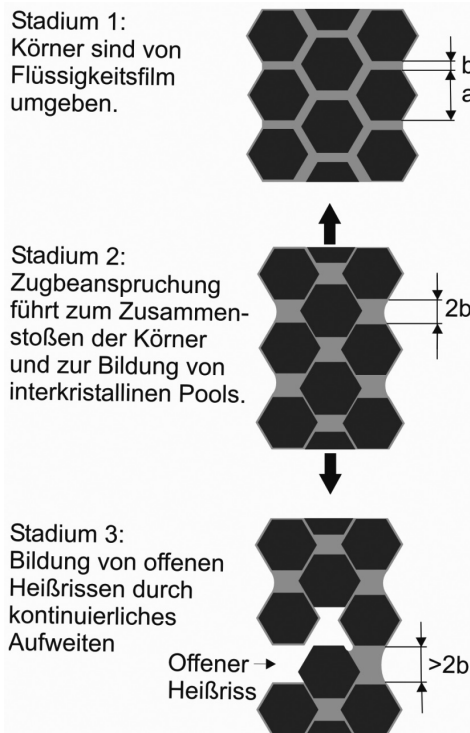 Stadium 1:
Körner sind von
Flüssigkeitsfilm
umgeben.
b
a
Stadium 2:
Zugbeanspruchung
führt zum Zusammen-
stoßen der Körner
und zur Bildung von
interkristallinen Pools.
2b
Stadium 3:
Bildung von offenen
Heißrissen durch
kontinuierliches
Aufweiten
Offener
Heißriss
>2b